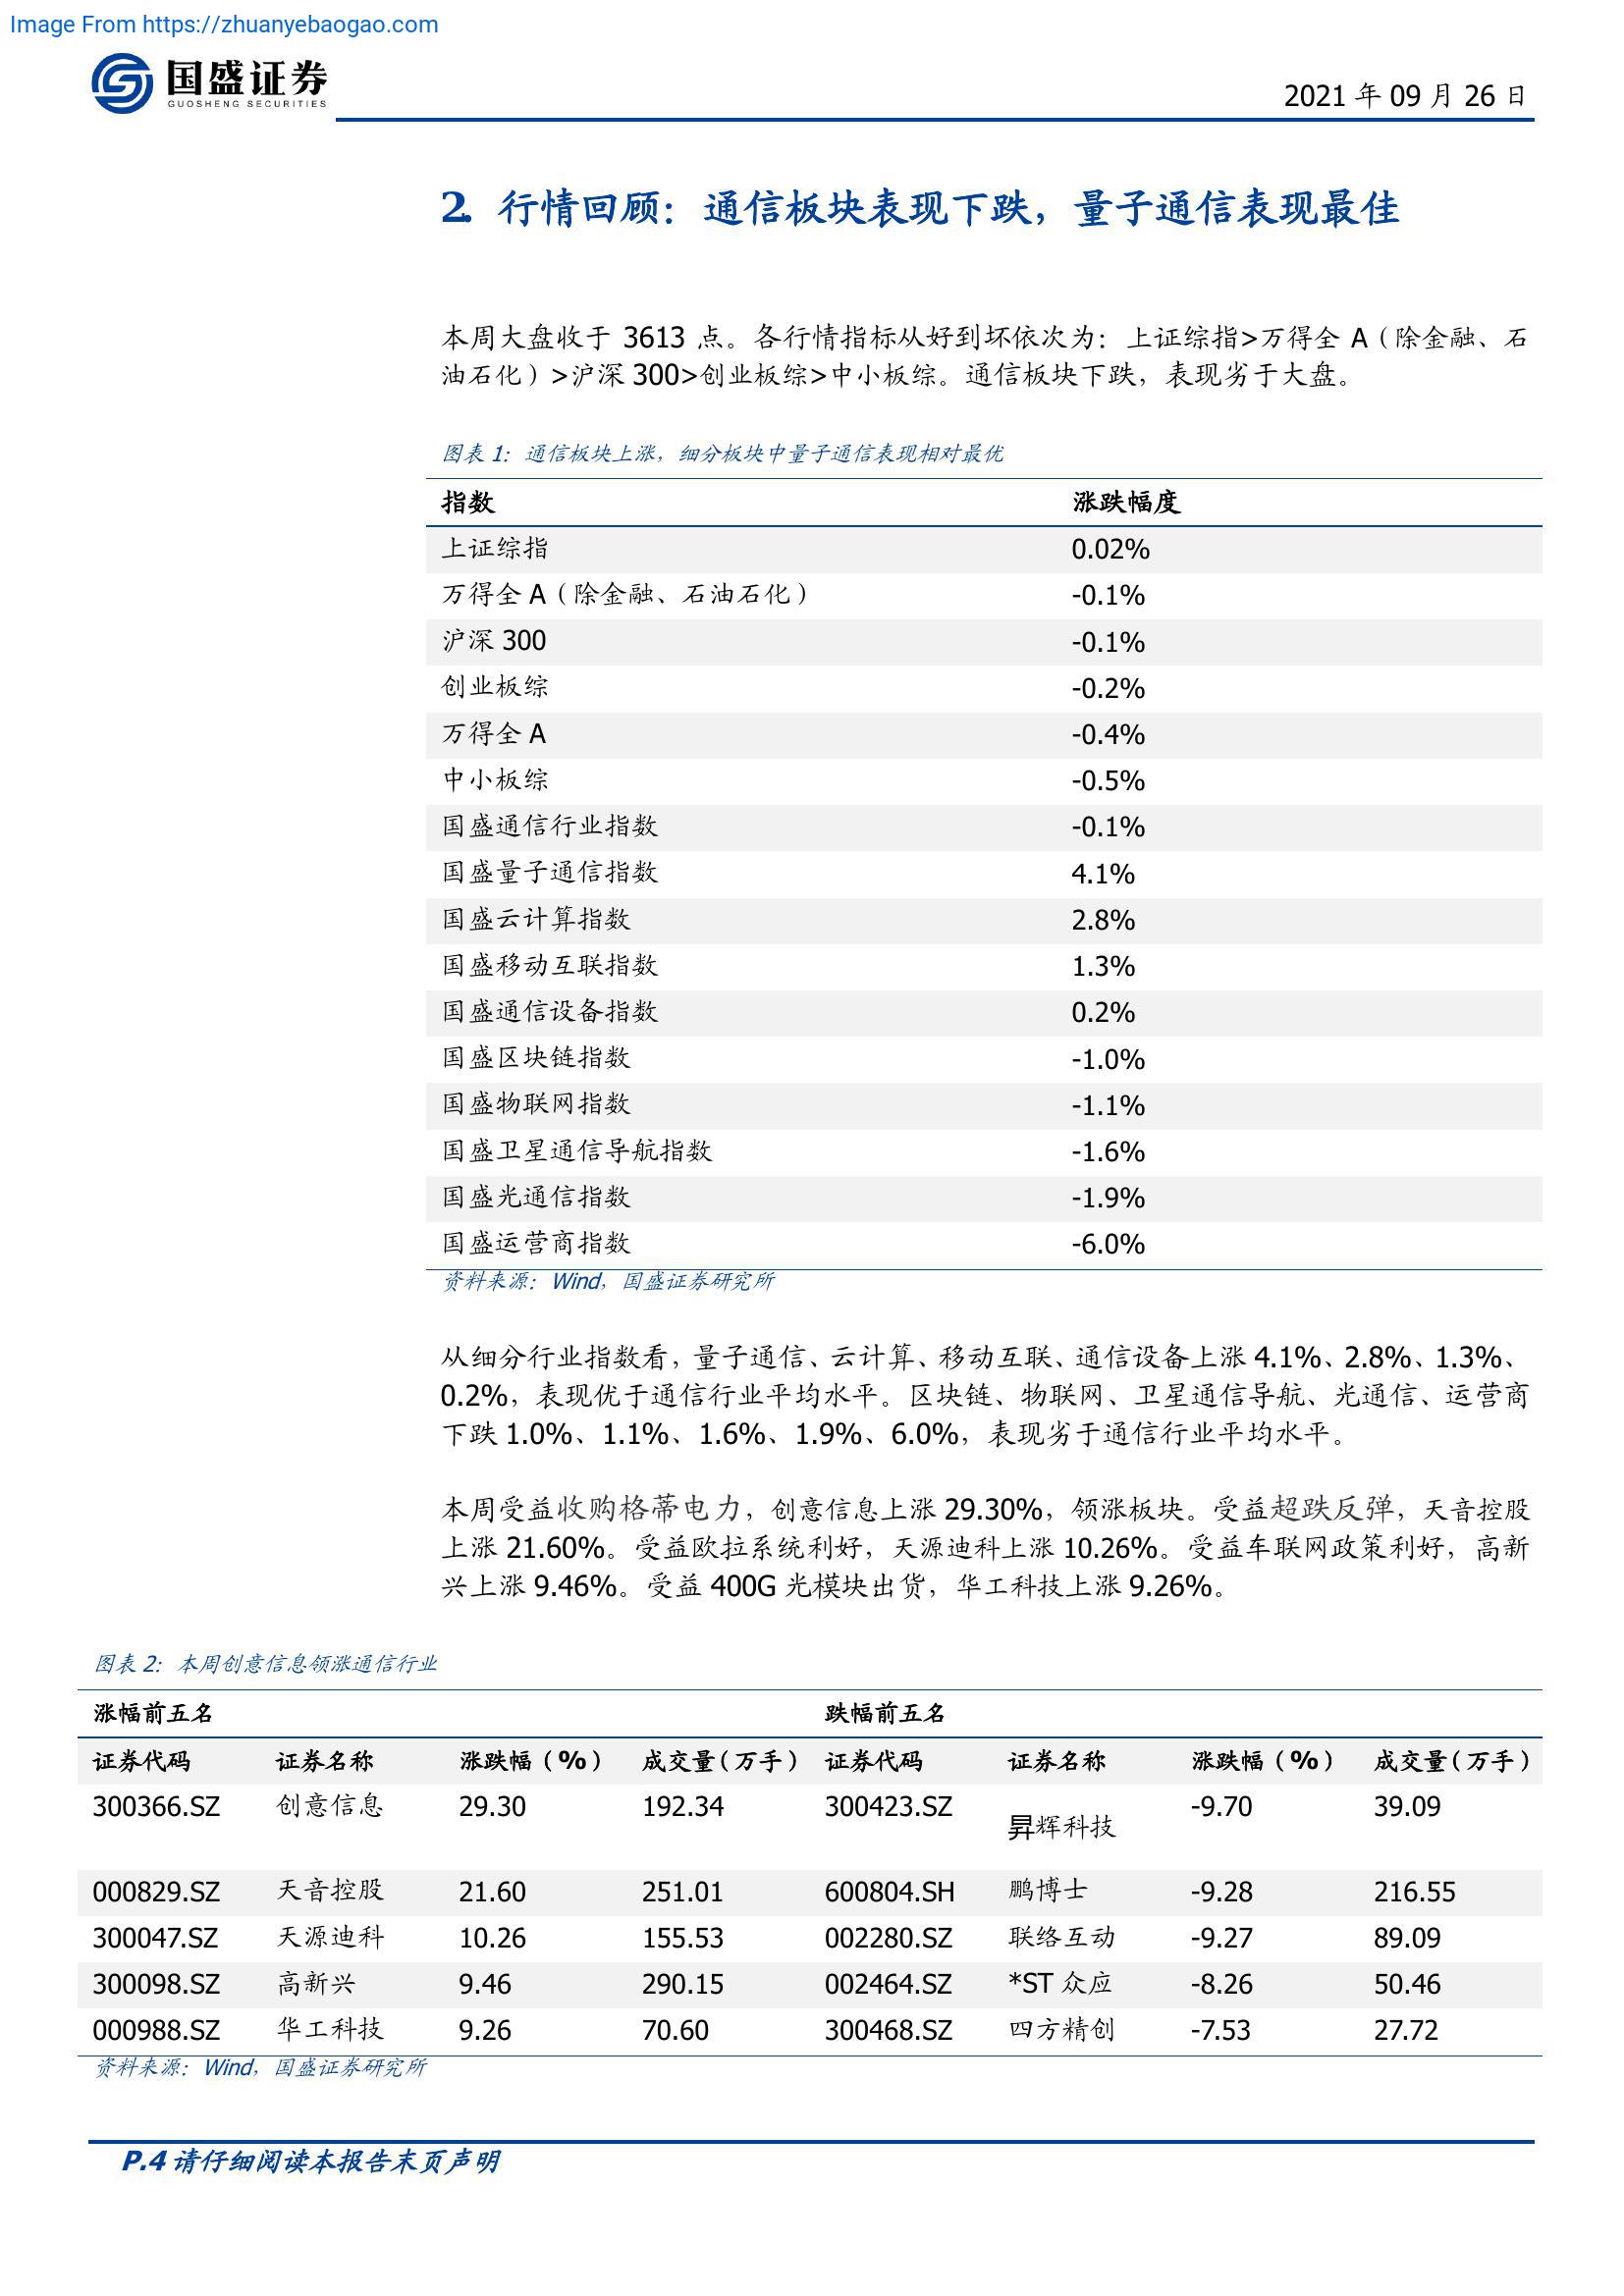 Image From https://zhuanyebaogao.com
国盛证券
GUOSHENG SECURITIES
2021 年 09 月 26 日
2. 行情回顾：通信板块表现下跌，量子通信表现最佳
本周大盘收于 3613 点。各行情指标从好到坏依次为：上证综指>万得全 A（除金融、石
油石化）>沪深 300>创业板综>中小板综。通信板块下跌，表现劣于大盘。
图表 1：通信板块上涨，细分板块中量子通信表现相对最优
指数 涨跌幅度
上证综指 0.02%
万得全 A（除金融、石油石化） -0.1%
沪深 300 -0.1%
创业板综 -0.2%
万得全 A -0.4%
中小板综 -0.5%
国盛通信行业指数 -0.1%
国盛量子通信指数 4.1%
国盛云计算指数 2.8%
国盛移动互联指数 1.3%
国盛通信设备指数 0.2%
国盛区块链指数 -1.0%
国盛物联网指数 -1.1%
国盛卫星通信导航指数 -1.6%
国盛光通信指数 -1.9%
国盛运营商指数 -6.0%
资料来源：Wind，国盛证券研究所
从细分行业指数看，量子通信、云计算、移动互联、通信设备上涨 4.1%、2.8%、1.3%、
0.2%，表现优于通信行业平均水平。区块链、物联网、卫星通信导航、光通信、运营商
下跌 1.0%、1.1%、1.6%、1.9%、6.0%，表现劣于通信行业平均水平。
本周受益收购格蒂电力，创意信息上涨 29.30%，领涨板块。受益超跌反弹，天音控股
上涨 21.60%。受益欧拉系统利好，天源迪科上涨 10.26%。受益车联网政策利好，高新
兴上涨 9.46%。受益 400G 光模块出货，华工科技上涨 9.26%。
图表 2：本周创意信息领涨通信行业
涨幅前五名 跌幅前五名
证券代码 证券名称 涨跌幅（%） 成交量（万手） 证券代码 证券名称 涨跌幅（%） 成交量（万手）
300366.SZ 创意信息 29.30 192.34 300423.SZ 昇辉科技 -9.70 39.09
000829.SZ 天音控股 21.60 251.01 600804.SH 鹏博士 -9.28 216.55
300047.SZ 天源迪科 10.26 155.53 002280.SZ 联络互动 -9.27 89.09
300098.SZ 高新兴 9.46 290.15 002464.SZ *ST 众应 -8.26 50.46
000988.SZ 华工科技 9.26 70.60 300468.SZ 四方精创 -7.53 27.72
资料来源：Wind，国盛证券研究所
P.4 请仔细阅读本报告末页声明